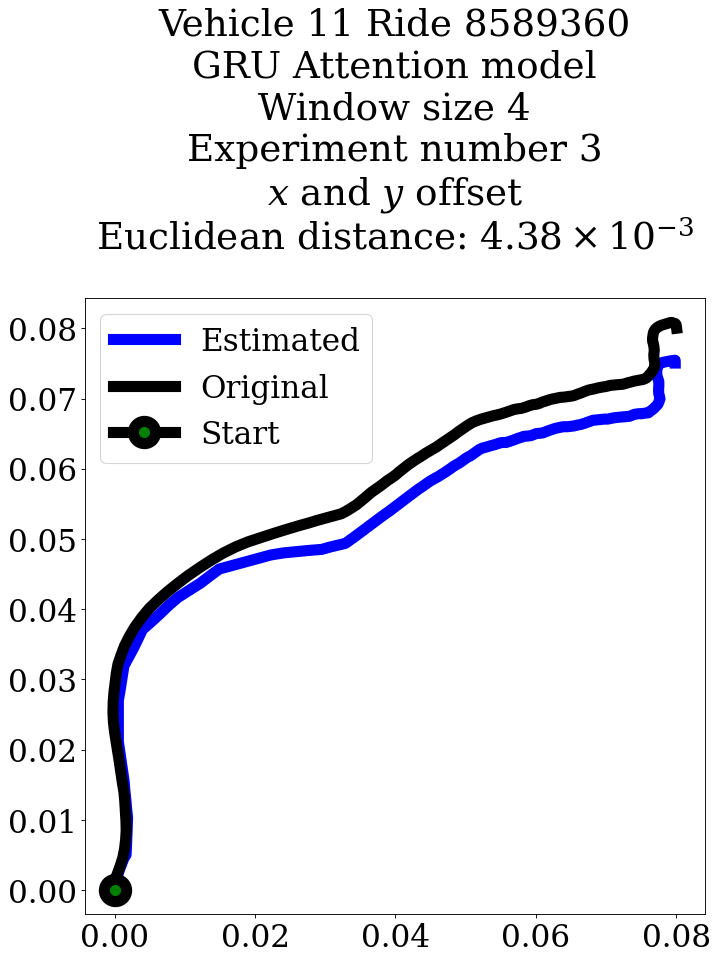 Vehicle 11 Ride 8589360
GRU Attention model
Window size 4
Experiment number 3
x and y offset
Euclidean distance: 4.38 × 10⁻³
Estimated
Original
Start
0.08
0.07
0.06
0.05
0.04
0.03
0.02
0.01
0.00
0.00 0.02 0.04 0.06 0.08